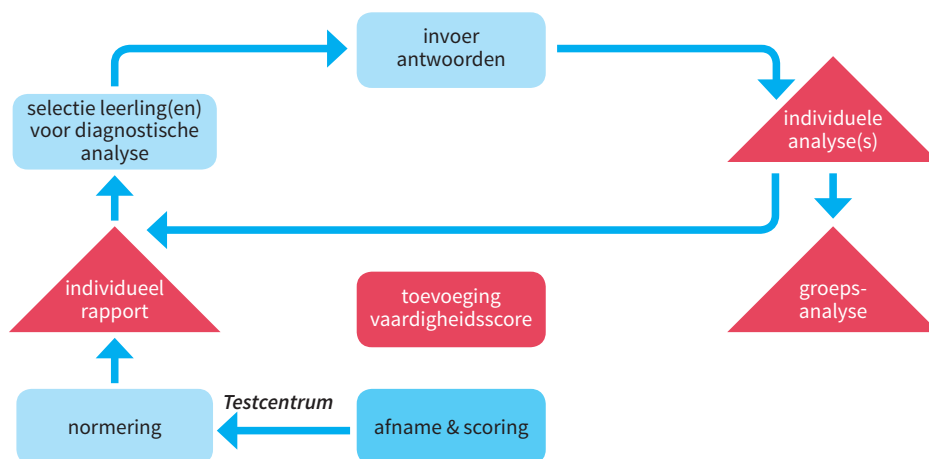 invoer
antwoorden
selectie leerling(en)
voor diagnostische
analyse
individuele
analyse(s)
individueel
rapport
toevoeging
vaardigheidsscore
groeps-
analyse
normering
Testcentrum
afname & scoring